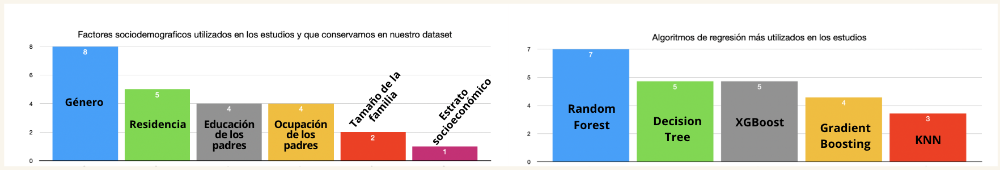 Factores sociodemograficos utilizados en los estudios y que conservamos en nuestro dataset
8
6
4
2
0
8
Género
5
Residencia
4
Educación
de los
padres
4
Ocupación
de los
padres
Tamaño de la
familia
2
Estrato
socioeconómico
1
Algoritmos de regresión más utilizados en los estudios
7
5
4
2
0
7
Random
Forest
5
Decision
Tree
5
XGBoost
4
Gradient
Boosting
3
KNN